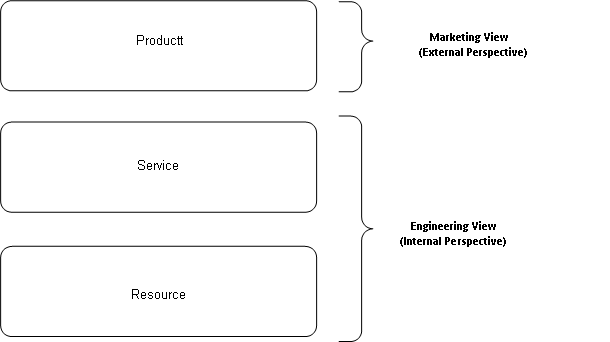 Productt
Marketing View
(External Perspective)
Service
Engineering View
(Internal Perspective)
Resource